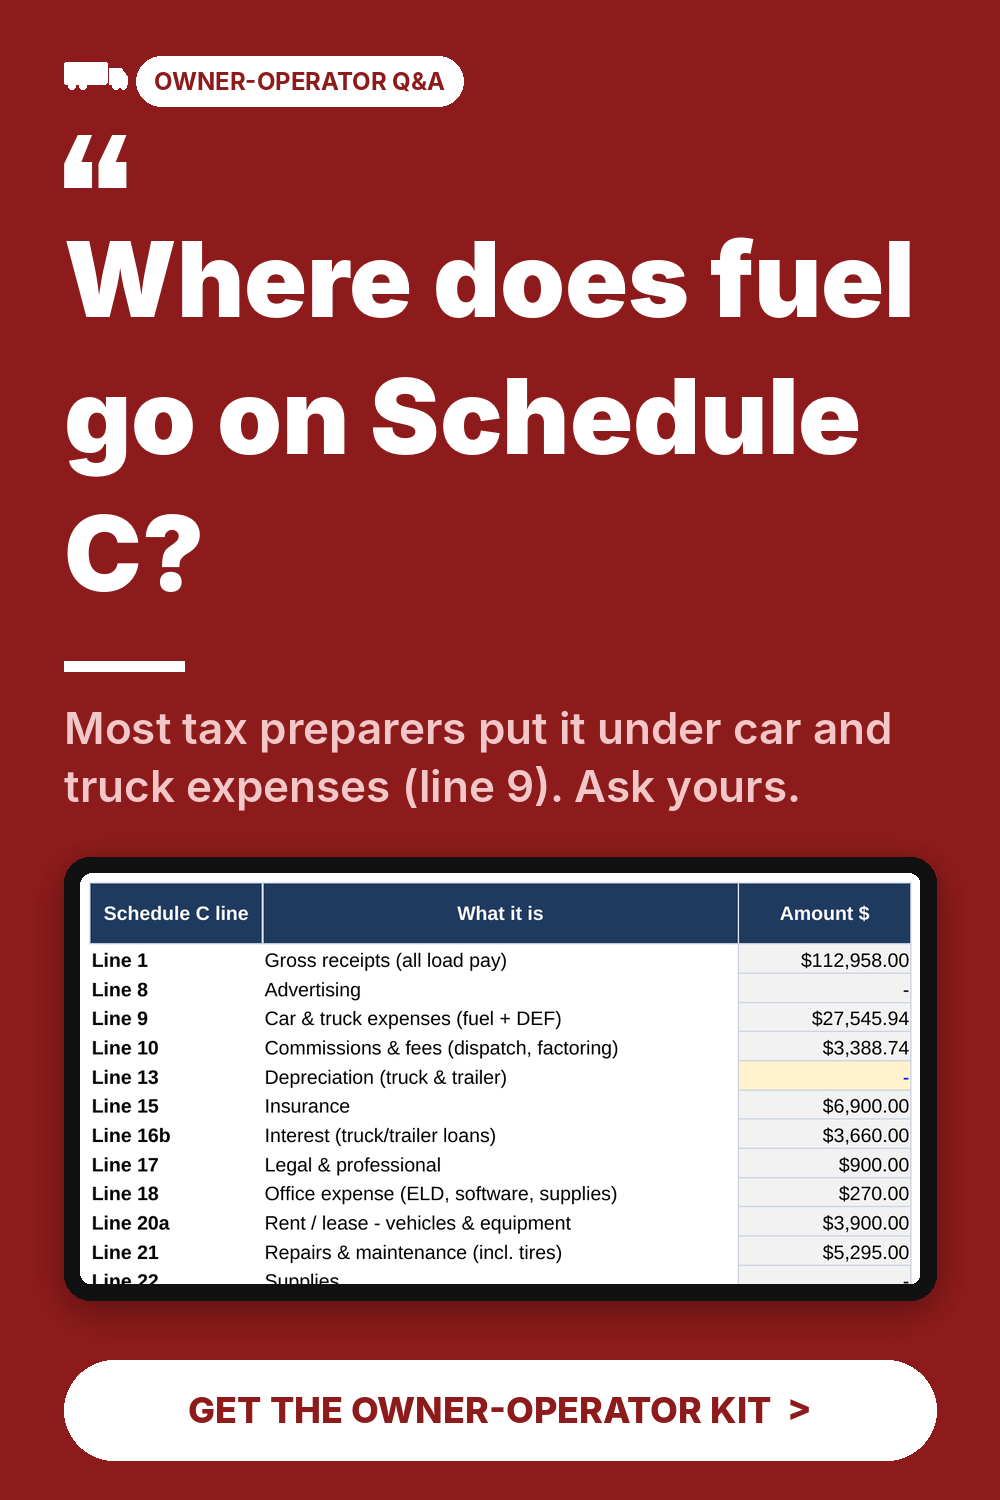 OWNER-OPERATOR Q&A
“
Where does fuel
go on Schedule
C?
Most tax preparers put it under car and
truck expenses (line 9). Ask yours.
Schedule C line What it is Amount $
Line 1 Gross receipts (all load pay) $112,958.00
Line 8 Advertising -
Line 9 Car & truck expenses (fuel + DEF) $27,545.94
Line 10 Commissions & fees (dispatch, factoring) $3,388.74
Line 13 Depreciation (truck & trailer) -
Line 15 Insurance $6,900.00
Line 16b Interest (truck/trailer loans) $3,660.00
Line 17 Legal & professional $900.00
Line 18 Office expense (ELD, software, supplies) $270.00
Line 20a Rent / lease - vehicles & equipment $3,900.00
Line 21 Repairs & maintenance (incl. tires) $5,295.00
Line 22 Supplies -
GET THE OWNER-OPERATOR KIT >